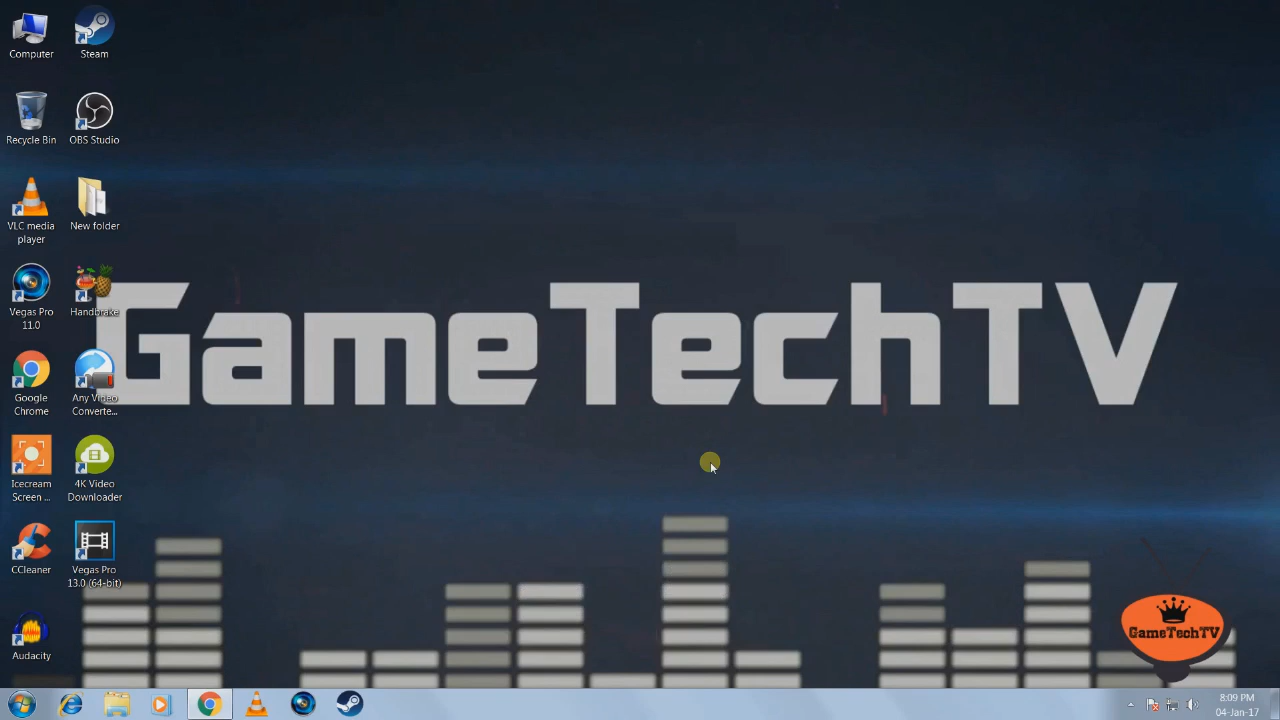 Computer
Steam
Recycle Bin
OBS Studio
VLC media
player
New folder
Vegas Pro
11.0
Handbrake
Google
Chrome
Any Video
Converte...
Icecream
Screen ...
4K Video
Downloader
CCleaner
Vegas Pro
13.0 (64-bit)
Audacity
GameTechTV
GameTechTV
8:09 PM
04-Jan-17